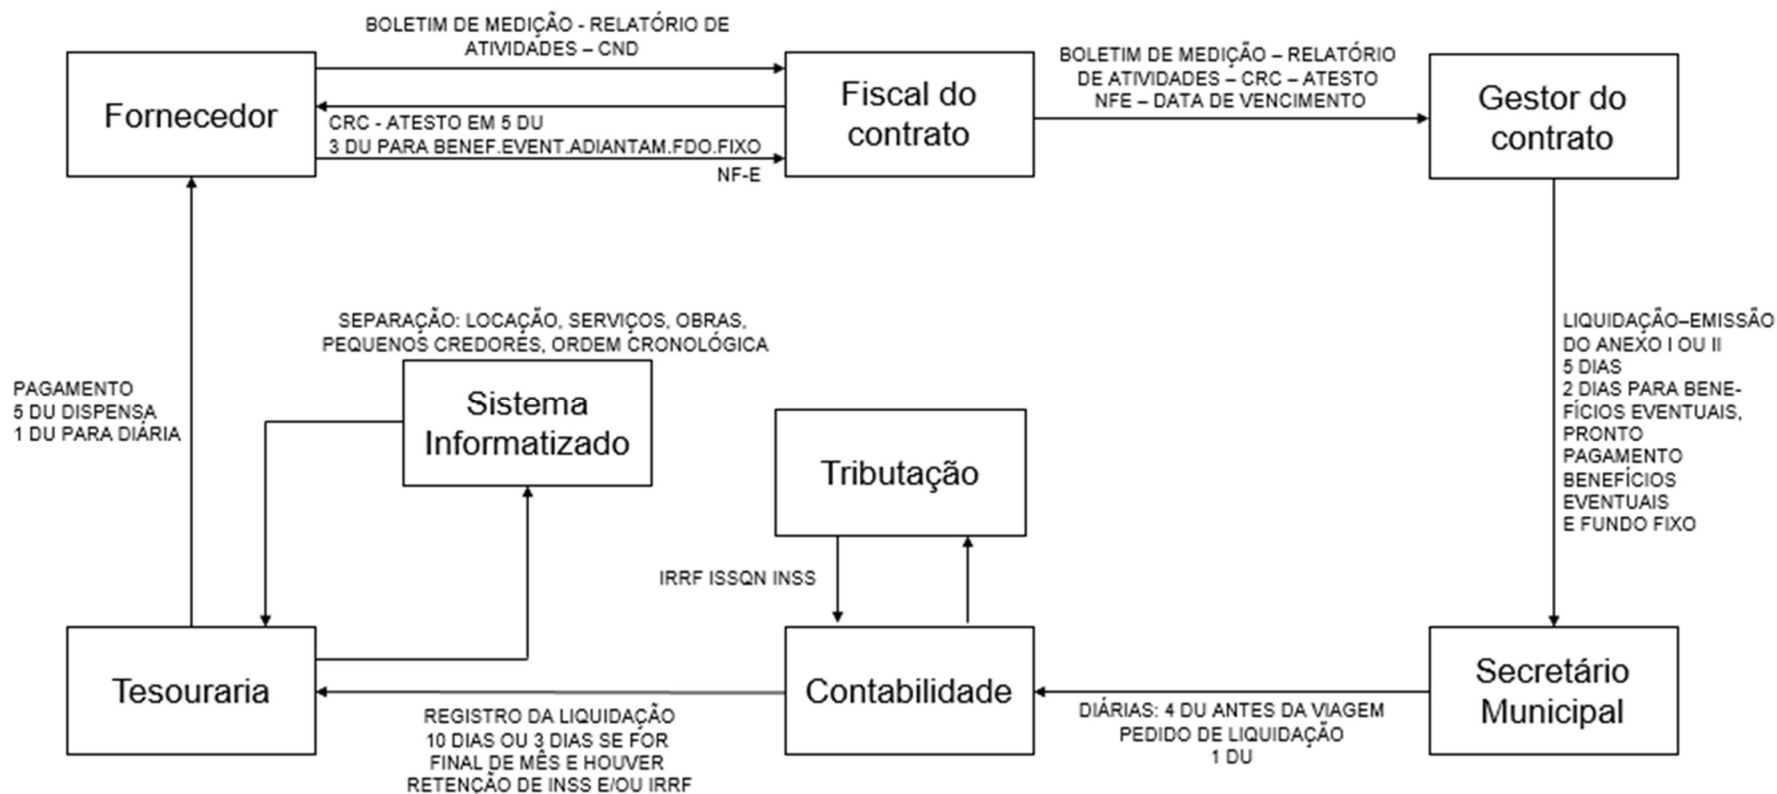 BOLETIM DE MEDIÇÃO - RELATÓRIO DE
ATIVIDADES – CND
Fornecedor
Fiscal do
contrato
BOLETIM DE MEDIÇÃO – RELATÓRIO
DE ATIVIDADES – CRC – ATESTO
NFE – DATA DE VENCIMENTO
Gestor do
contrato
CRC - ATESTO EM 5 DU
3 DU PARA BENEF.EVENT.ADIANTAM.FDO.FIXO
NF-E
LIQUIDAÇÃO–EMISSÃO
DO ANEXO I OU II
5 DIAS
2 DIAS PARA BENE-
FÍCIOS EVENTUAIS,
PRONTO
PAGAMENTO
BENEFÍCIOS
EVENTUAIS
E FUNDO FIXO
SEPARAÇÃO: LOCAÇÃO, SERVIÇOS, OBRAS,
PEQUENOS CREDORES, ORDEM CRONOLÓGICA
Sistema
Informatizado
PAGAMENTO
5 DU DISPENSA
1 DU PARA DIÁRIA
Tributação
IRRF ISSQN INSS
Tesouraria
Contabilidade
Secretário
Municipal
REGISTRO DA LIQUIDAÇÃO
10 DIAS OU 3 DIAS SE FOR
FINAL DE MÊS E HOUVER
RETENÇÃO DE INSS E/OU IRRF
DIÁRIAS: 4 DU ANTES DA VIAGEM
PEDIDO DE LIQUIDAÇÃO
1 DU